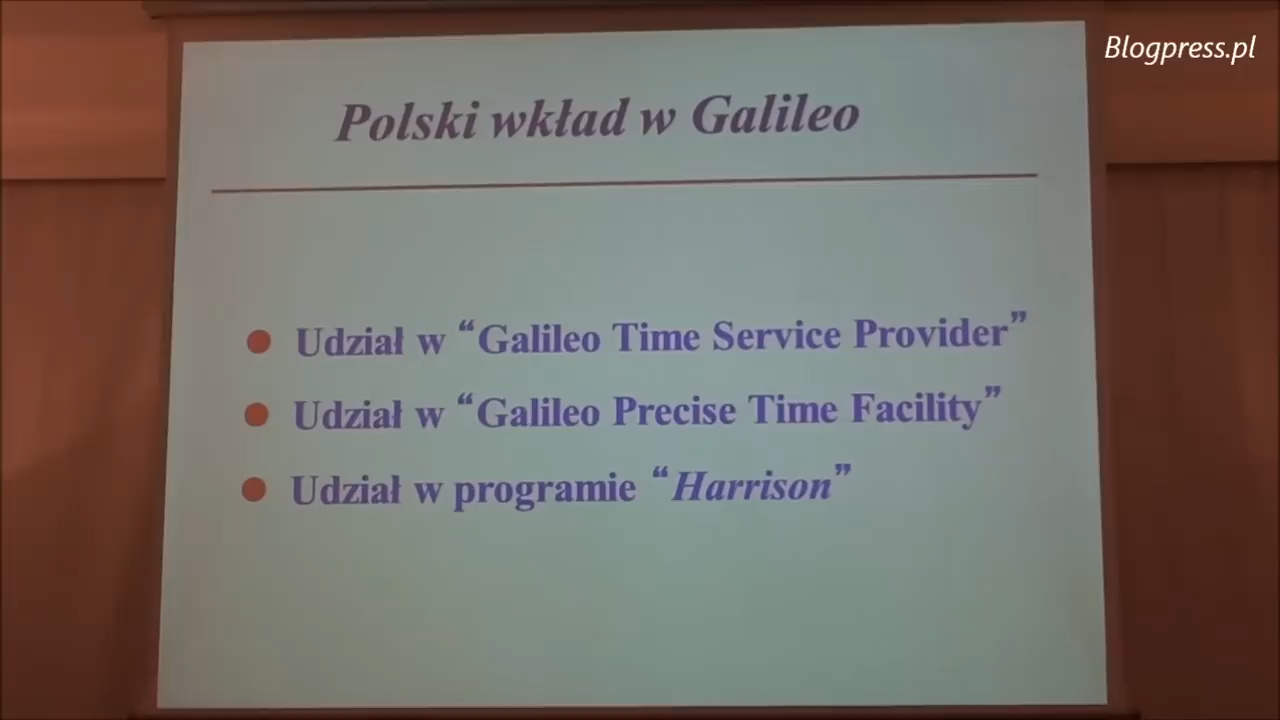 Blogpress.pl
Polski wkład w Galileo
Udział w “Galileo Time Service Provider”
Udział w “Galileo Precise Time Facility”
Udział w programie “Harrison”